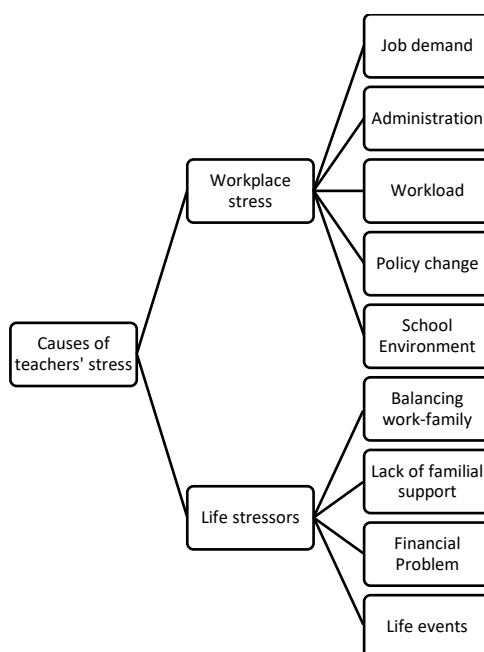 Job demand
Administration
Workplace
stress
Workload
Policy change
School
Environment
Causes of
teachers' stress
Balancing
work-family
Lack of familial
support
Life stressors
Financial
Problem
Life events